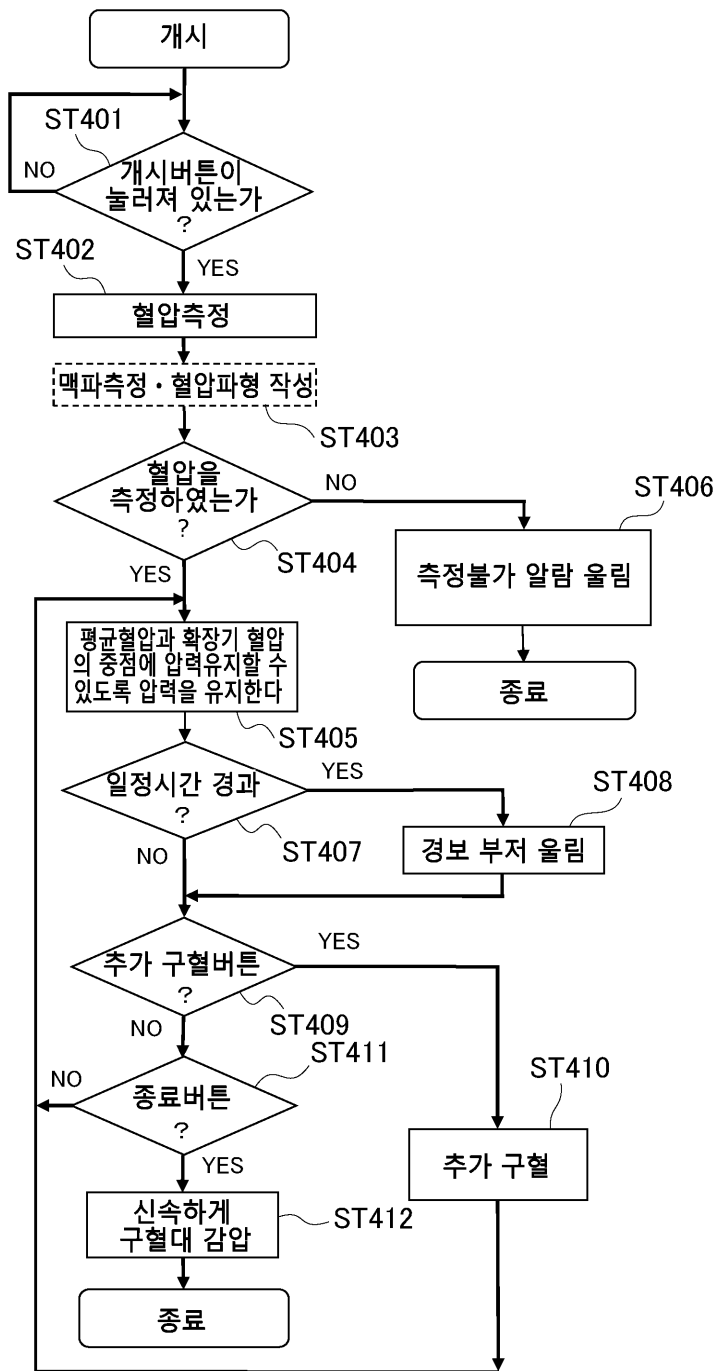 개시
ST401
NO
개시버튼이
눌러져 있는가
?
ST402
YES
혈압측정
맥파측정・혈압파형 작성
ST403
혈압을
측정하였는가
?
NO
ST404
YES
ST406
측정불가 알람 울림
종료
평균혈압과 확장기 혈압
의 중점에 압력유지할 수
있도록 압력을 유지한다
ST405
일정시간 경과
?
YES
ST407
NO
ST408
경보 부저 울림
추가 구혈버튼
?
YES
ST409
NO
ST411
NO
종료버튼
?
YES
ST410
추가 구혈
신속하게
구혈대 감압
ST412
종료